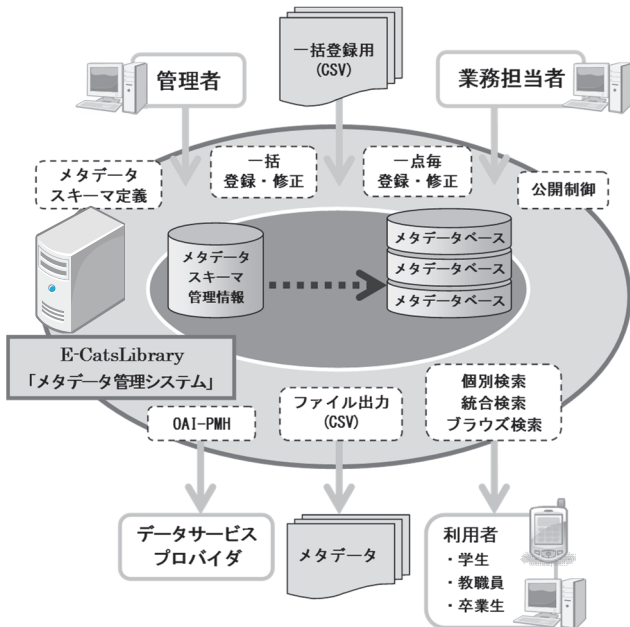 一括登録用
(CSV)
管理者
業務担当者
メタデータ
スキーマ定義
一括
登録・修正
一点毎
登録・修正
公開制御
メタデータ
スキーマ
管理情報
メタデータベース
メタデータベース
メタデータベース
E-CatsLibrary
「メタデータ管理システム」
OAI-PMH
ファイル出力
(CSV)
個別検索
統合検索
ブラウズ検索
データサービス
プロバイダ
メタデータ
利用者
・学生
・教職員
・卒業生